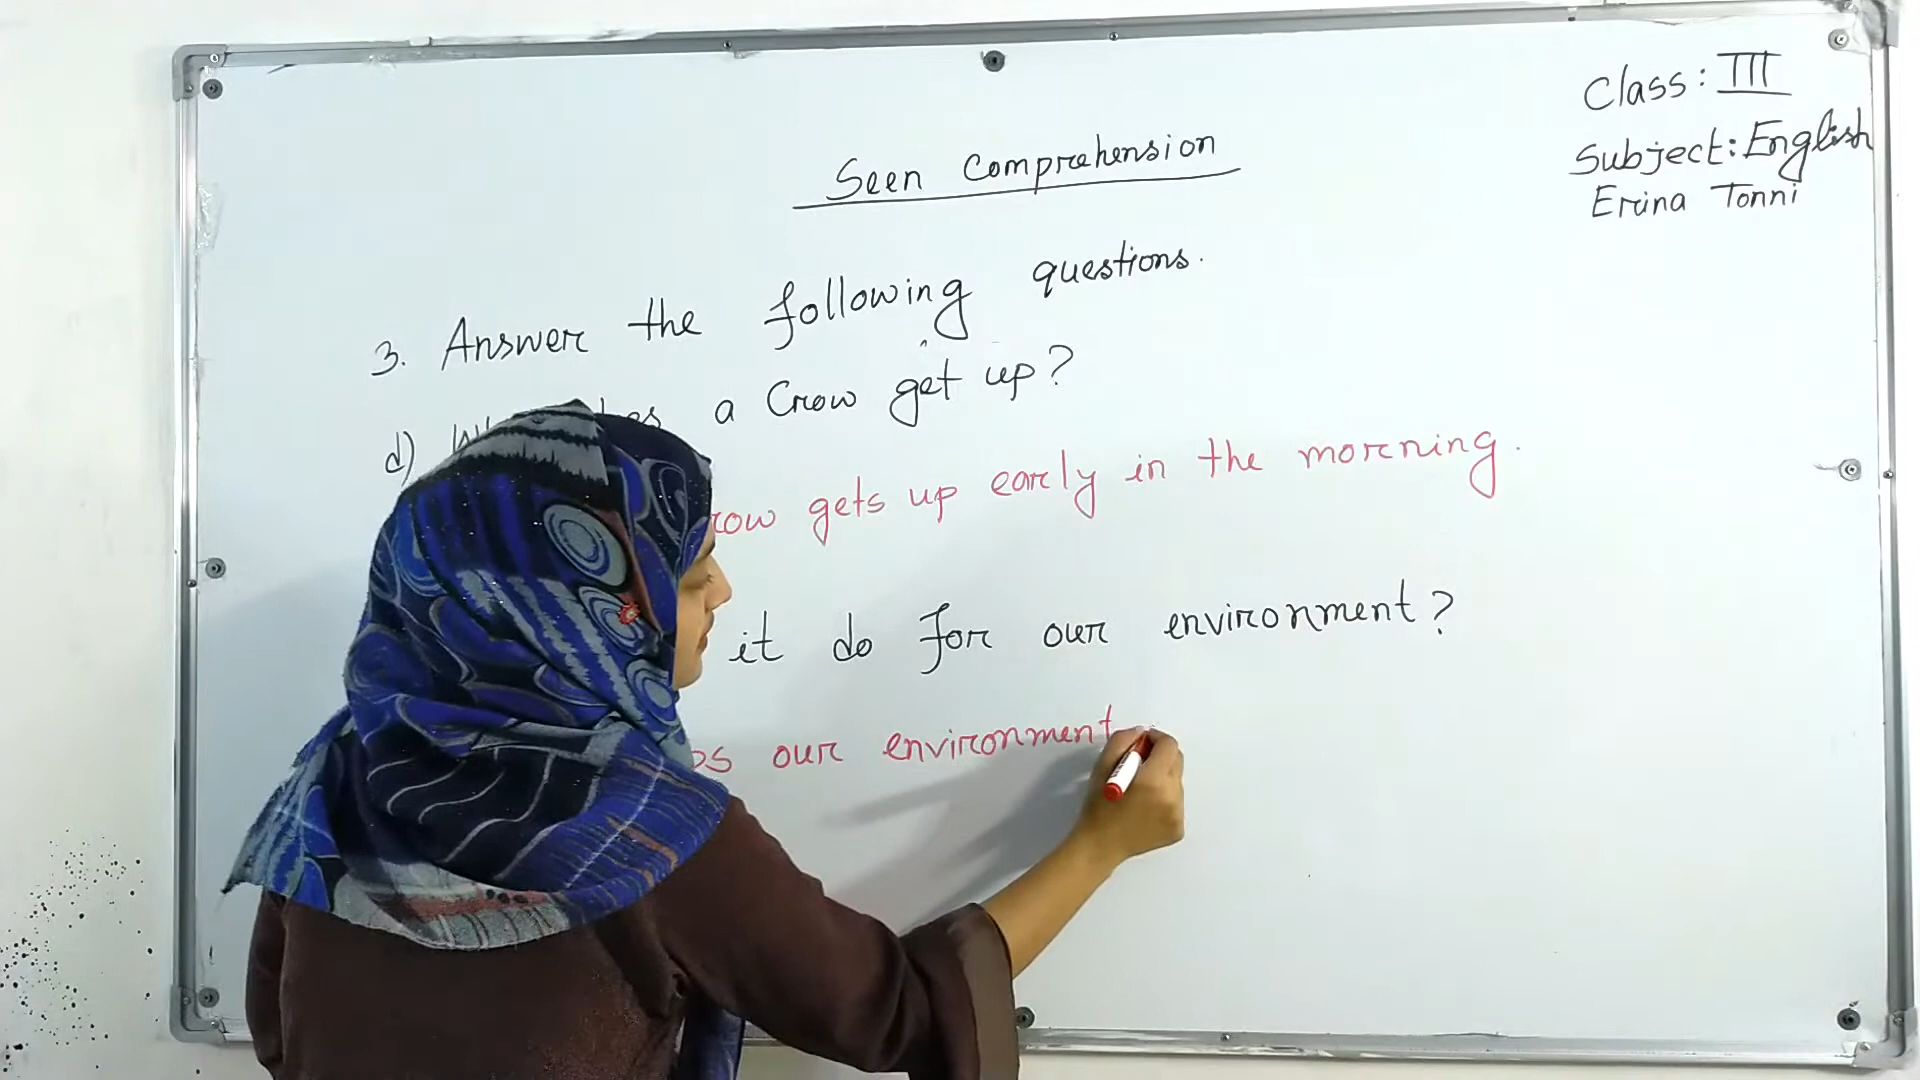 Class: III
Subject: English
Erina Tonni
Seen Comprehension
3. Answer the following questions.
d) a Crow get up?
gets up early in the morning.
it do for our environment?
our environment